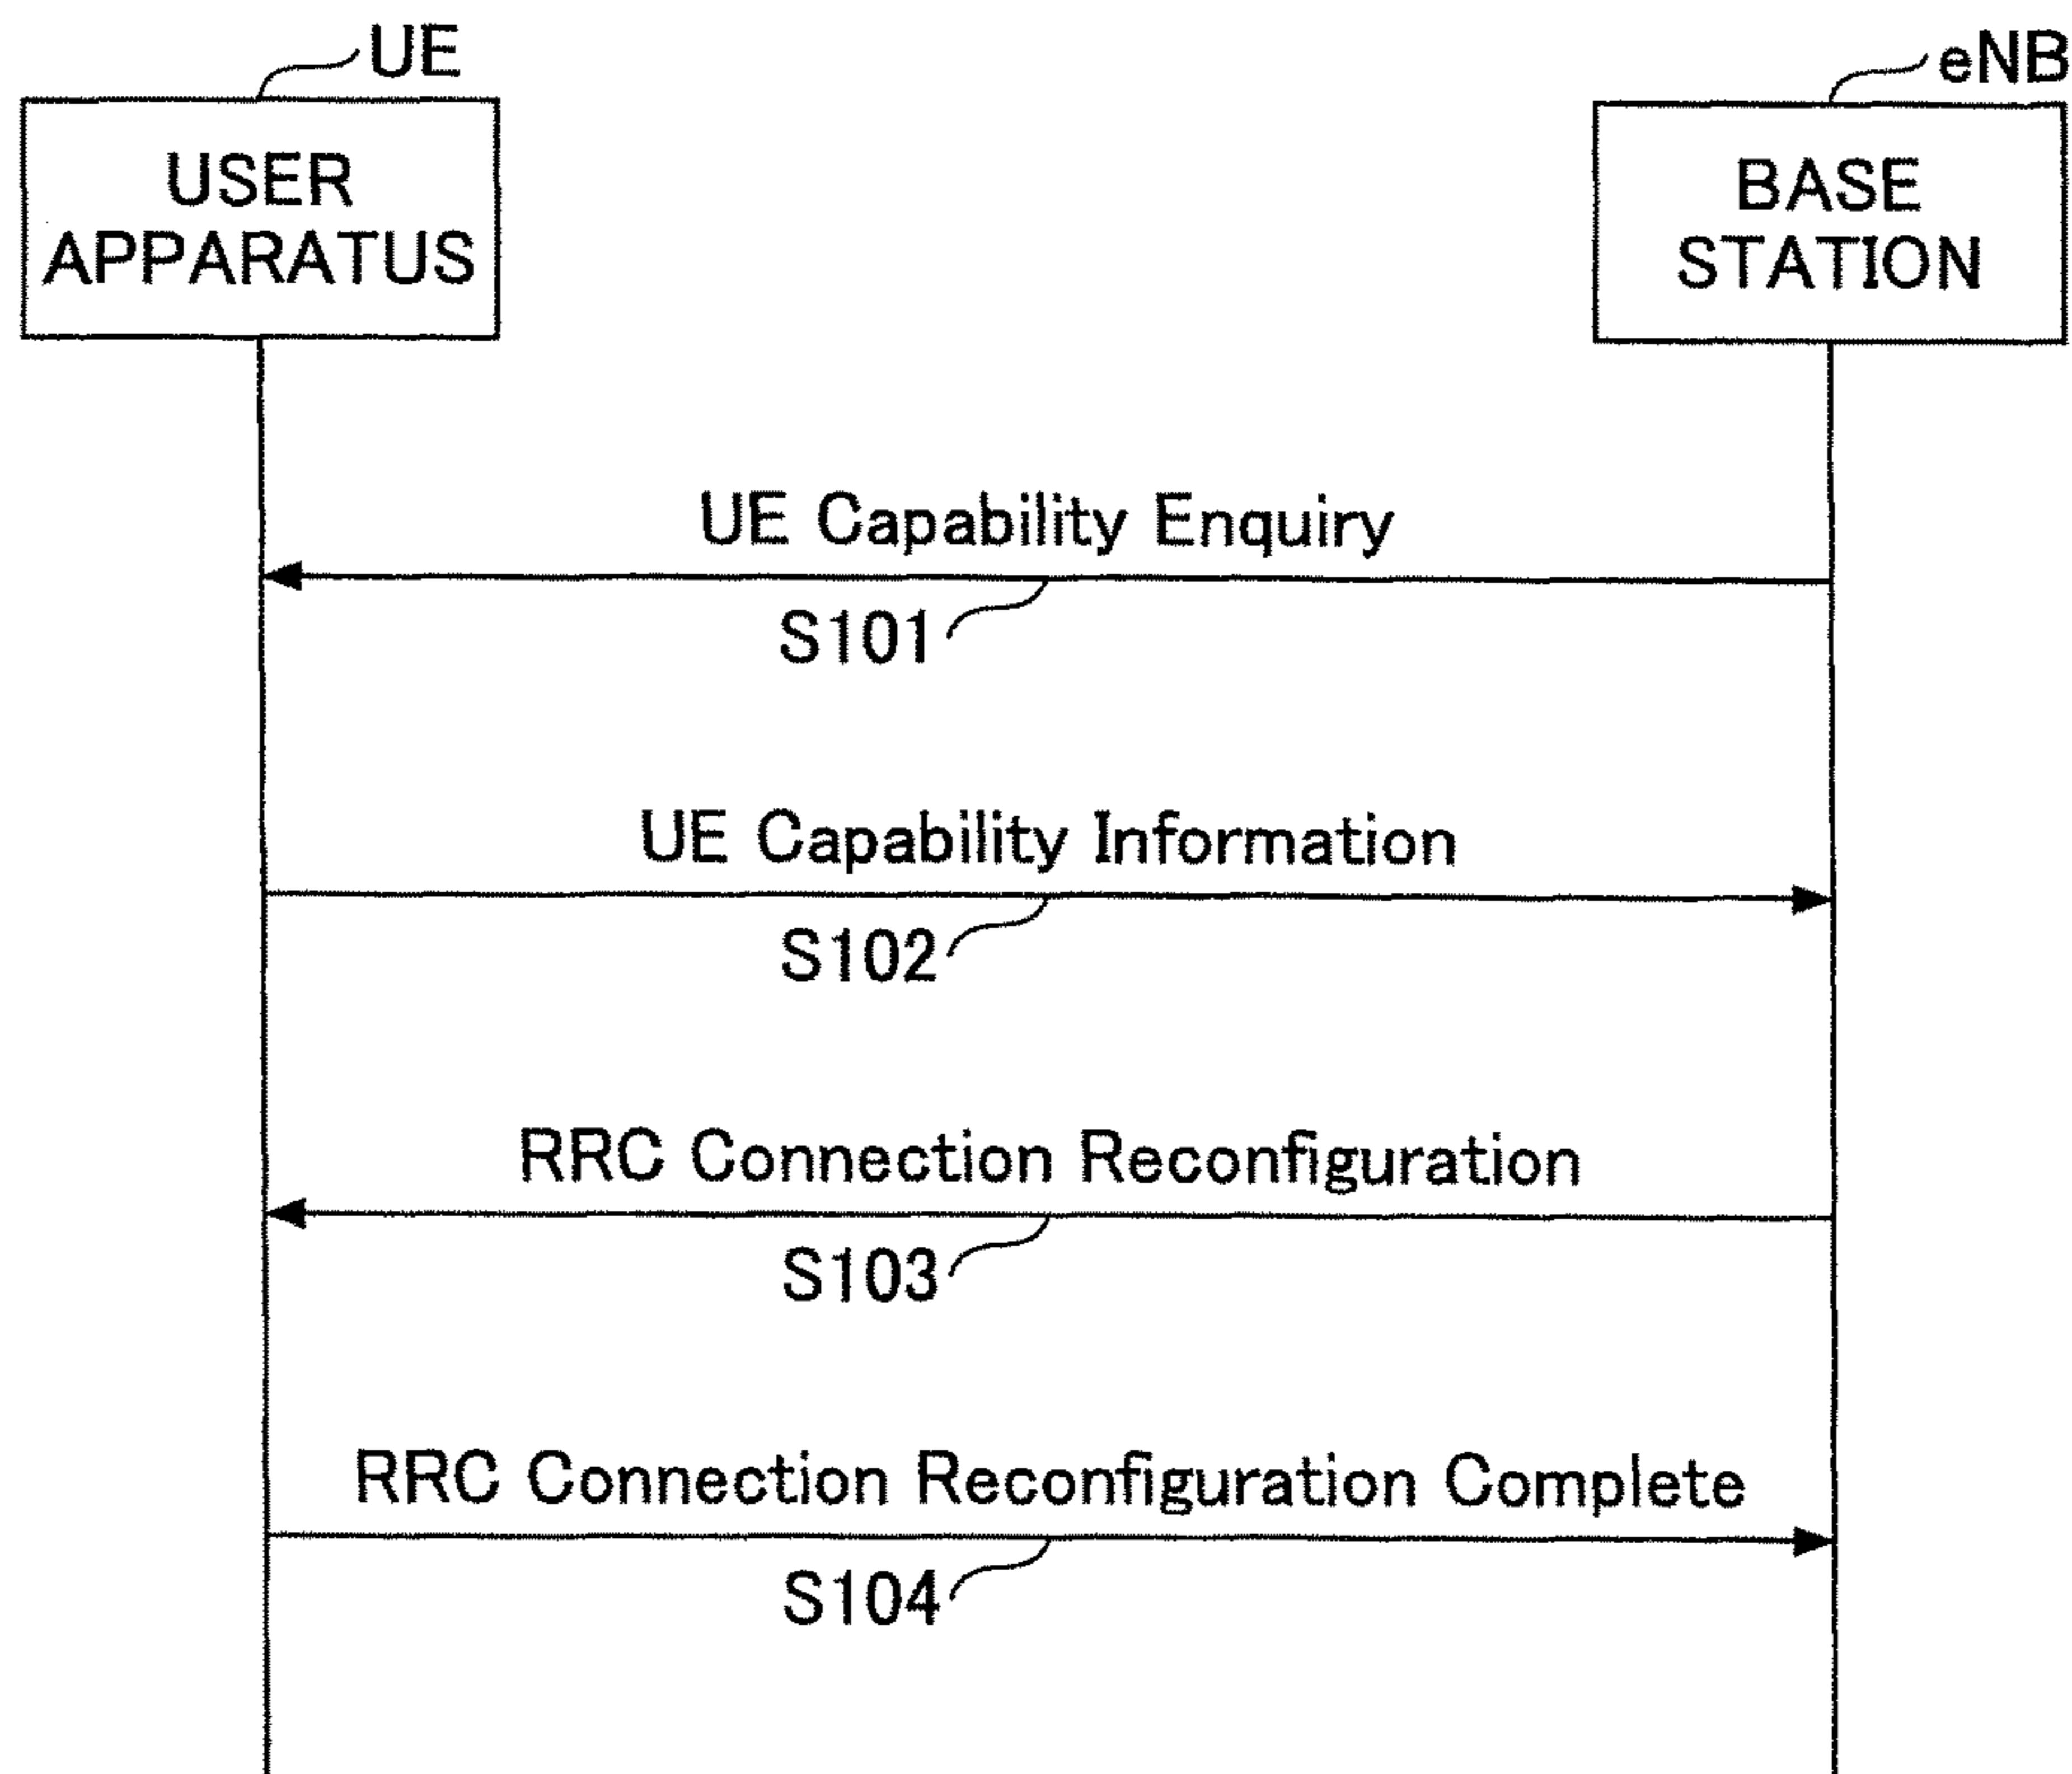 UE
eNB
USER
APPARATUS
BASE
STATION
UE Capability Enquiry
S101
UE Capability Information
S102
RRC Connection Reconfiguration
S103
RRC Connection Reconfiguration Complete
S104